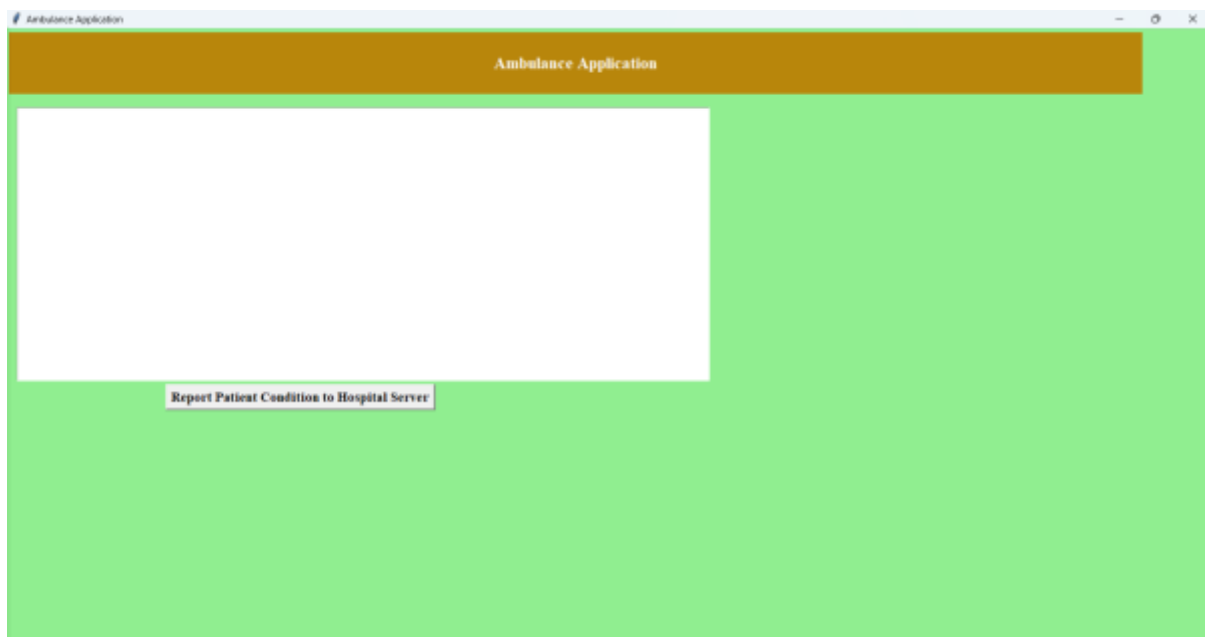 Ambulance Application
Ambulance Application
Report Patient Condition to Hospital Server